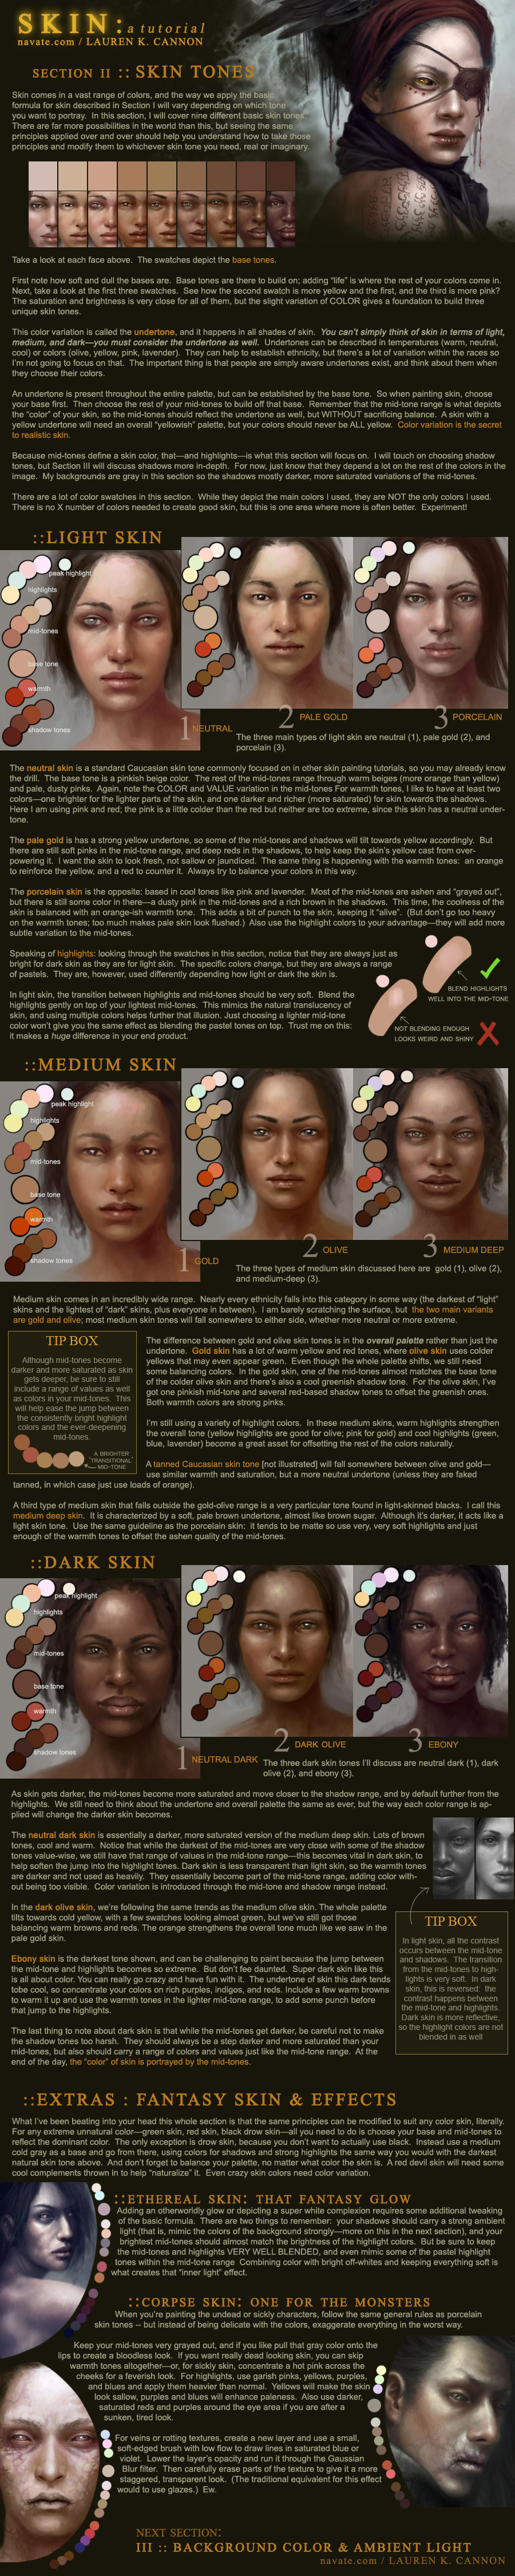 SKIN: a tutorial
navate.com / LAUREN K. CANNON
SECTION II :: SKIN TONES
Skin comes in a vast range of colors, and the way we apply the basic
formula for skin described in Section I will vary depending on which tone
you want to portray. In this section, I will cover nine different basic skin tones.
There are far more possibilities in the world than this, but seeing the same
principles applied over and over should help you understand how to take those
principles and modify them to whichever skin tone you need, real or imaginary.
Take a look at each face above. The swatches depict the base tones.
First note how soft and dull the bases are. Base tones are there to build on; adding "life" is where the rest of your colors come in.
Next, take a look at the first three swatches. See how the second swatch is more yellow and the first, and the third is more pink?
The saturation and brightness is very close for all of them, but the slight variation of COLOR gives a foundation to build three
unique skin tones.
This color variation is called the undertone, and it happens in all shades of skin. You can't simply think of skin in terms of light,
medium, and dark—you must consider the undertone as well. Undertones can be described in temperatures (warm, neutral,
cool) or colors (olive, yellow, pink, lavender). They can help to establish ethnicity, but there's a lot of variation within the races so
I'm not going to focus on that. The important thing is that people are simply aware undertones exist, and think about them when
they choose their colors.
An undertone is present throughout the entire palette, but can be established by the base tone. So when painting skin, choose
your base first. Then choose the rest of your mid-tones to build off that base. Remember that the mid-tone range is what depicts
the "color" of your skin, so the mid-tones should reflect the undertone as well, but WITHOUT sacrificing balance. A skin with a
yellow undertone will need an overall "yellowish" palette, but your colors should never be ALL yellow. Color variation is the secret
to realistic skin.
Because mid-tones define a skin color, that—and highlights—is what this section will focus on. I will touch on choosing shadow
tones, but Section III will discuss shadows more in-depth. For now, just know that they depend a lot on the rest of the colors in the
image. My backgrounds are gray in this section so the shadows mostly darker, more saturated variations of the mid-tones.
There are a lot of color swatches in this section. While they depict the main colors I used, they are NOT the only colors I used.
There is no X number of colors needed to create good skin, but this is one area where more is often better. Experiment!
::LIGHT SKIN
peak highlight
highlights
mid-tones
base tone
warmth
shadow tones
1 NEUTRAL
2 PALE GOLD
3 PORCELAIN
The three main types of light skin are neutral (1), pale gold (2), and
porcelain (3).
The neutral skin is a standard Caucasian skin tone commonly focused on in other skin painting tutorials, so you may already know
the drill. The base tone is a pinkish beige color. The rest of the mid-tones range through warm beiges (more orange than yellow)
and pale, dusty pinks. Again, note the COLOR and VALUE variation in the mid-tones For warmth tones, I like to have at least two
colors—one brighter for the lighter parts of the skin, and one darker and richer (more saturated) for skin towards the shadows.
Here I am using pink and red; the pink is a little colder than the red but neither are too extreme, since this skin has a neutral under-
tone.
The pale gold is has a strong yellow undertone, so some of the mid-tones and shadows will tilt towards yellow accordingly. But
there are still soft pinks in the mid-tone range, and deep reds in the shadows, to help keep the skin's yellow cast from over-
powering it. I want the skin to look fresh, not sallow or jaundiced. The same thing is happening with the warmth tones: an orange
to reinforce the yellow, and a red to counter it. Always try to balance your colors in this way.
The porcelain skin is the opposite: based in cool tones like pink and lavender. Most of the mid-tones are ashen and "grayed out",
but there is still some color in there—a dusty pink in the mid-tones and a rich brown in the shadows. This time, the coolness of the
skin is balanced with an orange-ish warmth tone. This adds a bit of punch to the skin, keeping it "alive". (But don't go too heavy
on the warmth tones; too much makes pale skin look flushed.) Also use the highlight colors to your advantage—they will add more
subtle variation to the mid-tones.
Speaking of highlights: looking through the swatches in this section, notice that they are always just as
bright for dark skin as they are for light skin. The specific colors change, but they are always a range
of pastels. They are, however, used differently depending how light or dark the skin is.
In light skin, the transition between highlights and mid-tones should be very soft. Blend the
highlights gently on top of your lightest mid-tones. This mimics the natural translucency of
skin, and using multiple colors helps further that illusion. Just choosing a lighter mid-tone
color won't give you the same effect as blending the pastel tones on top. Trust me on this:
it makes a huge difference in your end product.
BLEND HIGHLIGHTS
WELL INTO THE MID-TONE
NOT BLENDING ENOUGH
LOOKS WEIRD AND SHINY
::MEDIUM SKIN
peak highlight
highlights
mid-tones
base tone
warmth
shadow tones
1 GOLD
2 OLIVE
3 MEDIUM DEEP
The three types of medium skin discussed here are gold (1), olive (2),
and medium-deep (3).
Medium skin comes in an incredibly wide range. Nearly every ethnicity falls into this category in some way (the darkest of "light"
skins and the lightest of "dark" skins, plus everyone in between). I am barely scratching the surface, but the two main variants
are gold and olive; most medium skin tones will fall somewhere to either side, whether more neutral or more extreme.
TIP BOX
Although mid-tones become
darker and more saturated as skin
gets deeper, be sure to still
include a range of values as well
as colors in your mid-tones. This
will help ease the jump between
the consistently bright highlight
colors and the ever-deepening
mid-tones.
A BRIGHTER
"TRANSITIONAL"
MID-TONE
The difference between gold and olive skin tones is in the overall palette rather than just the
undertone. Gold skin has a lot of warm yellow and red tones, where olive skin uses colder
yellows that may even appear green. Even though the whole palette shifts, we still need
some balancing colors. In the gold skin, one of the mid-tones almost matches the base tone
of the colder olive skin and there's also a cool greenish shadow tone. For the olive skin, I've
got one pinkish mid-tone and several red-based shadow tones to offset the greenish ones.
Both warmth colors are strong pinks.
I'm still using a variety of highlight colors. In these medium skins, warm highlights strengthen
the overall tone (yellow highlights are good for olive; pink for gold) and cool highlights (green,
blue, lavender) become a great asset for offsetting the rest of the colors naturally.
A tanned Caucasian skin tone [not illustrated] will fall somewhere between olive and gold—
use similar warmth and saturation, but a more neutral undertone (unless they are faked
tanned, in which case just use loads of orange).
A third type of medium skin that falls outside the gold-olive range is a very particular tone found in light-skinned blacks. I call this
medium deep skin. It is characterized by a soft, pale brown undertone, almost like brown sugar. Although it's darker, it acts like a
light skin tone. Use the same guideline as the porcelain skin: it tends to be matte so use very, very soft highlights and just
enough of the warmth tones to offset the ashen quality of the mid-tones.
::DARK SKIN
peak highlight
highlights
mid-tones
base tone
warmth
shadow tones
1 NEUTRAL DARK
2 DARK OLIVE
3 EBONY
The three dark skin tones I'll discuss are neutral dark (1), dark
olive (2), and ebony (3).
As skin gets darker, the mid-tones become more saturated and move closer to the shadow range, and by default further from the
highlights. We still need to think about the undertone and overall palette the same as ever, but the way each color range is ap-
plied will change the darker skin becomes.
The neutral dark skin is essentially a darker, more saturated version of the medium deep skin. Lots of brown
tones, cool and warm. Notice that while the darkest of the mid-tones are very close with some of the shadow
tones value-wise, we still have that range of values in the mid-tone range—this becomes vital in dark skin, to
help soften the jump into the highlight tones. Dark skin is less transparent than light skin, so the warmth tones
are darker and not used as heavily. They essentially become part of the mid-tone range, adding color with-
out being too visible. Color variation is introduced through the mid-tone and shadow range instead.
In the dark olive skin, we're following the same trends as the medium olive skin. The whole palette
tilts towards cold yellow, with a few swatches looking almost green, but we've still got those
balancing warm browns and reds. The orange strengthens the overall tone much like we saw in the
pale gold skin.
Ebony skin is the darkest tone shown, and can be challenging to paint because the jump between
the mid-tone and highlights becomes so extreme. But don't fee daunted. Super dark skin like this
is all about color. You can really go crazy and have fun with it. The undertone of skin this dark tends
tobe cool, so concentrate your colors on rich purples, indigos, and reds. Include a few warm browns
to warm it up and use the warmth tones in the lighter mid-tone range, to add some punch before
that jump to the highlights.
The last thing to note about dark skin is that while the mid-tones get darker, be careful not to make
the shadow tones too harsh. They should always be a step darker and more saturated than your
mid-tones, but also should carry a range of colors and values just like the mid-tone range. At the
end of the day, the "color" of skin is portrayed by the mid-tones.
TIP BOX
In light skin, all the contrast
occurs between the mid-tone
and shadows. The transition
from the mid-tones to high-
lights is very soft. In dark
skin, this is reversed: the
contrast happens between
the mid-tone and highlights.
Dark skin is more reflective,
so the highlight colors are not
blended in as well
::EXTRAS : FANTASY SKIN & EFFECTS
What I've been beating into your head this whole section is that the same principles can be modified to suit any color skin, literally.
For any extreme unnatural color—green skin, red skin, black drow skin—all you need to do is choose your base and mid-tones to
reflect the dominant color. The only exception is drow skin, because you don't want to actually use black. Instead use a medium
cold gray as a base and go from there, using colors for shadows and strong highlights the same way you would with the darkest
natural skin tone above. And don't forget to balance your palette, no matter what color the skin is. A red devil skin will need some
cool complements thrown in to help "naturalize" it. Even crazy skin colors need color variation.
::ETHEREAL SKIN: THAT FANTASY GLOW
Adding an otherworldly glow or depicting a super white complexion requires some additional tweaking
of the basic formula. There are two things to remember: your shadows should carry a strong ambient
light (that is, mimic the colors of the background strongly—more on this in the next section), and your
brightest mid-tones should almost match the brightness of the highlight colors. But be sure to keep
the mid-tones and highlights VERY WELL BLENDED, and even mimic some of the pastel highlight
tones within the mid-tone range Combining color with bright off-whites and keeping everything soft is
what creates that "inner light" effect.
::CORPSE SKIN: ONE FOR THE MONSTERS
When you're painting the undead or sickly characters, follow the same general rules as porcelain
skin tones -- but instead of being delicate with the colors, exaggerate everything in the worst way.
Keep your mid-tones very grayed out, and if you like pull that gray color onto the
lips to create a bloodless look. If you want really dead looking skin, you can skip
warmth tones altogether—or, for sickly skin, concentrate a hot pink across the
cheeks for a feverish look. For highlights, use garish pinks, yellows, purples,
and blues and apply them heavier than normal. Yellows will make the skin
look sallow, purples and blues will enhance paleness. Also use darker,
saturated reds and purples around the eye area if you are after a
sunken, tired look.
For veins or rotting textures, create a new layer and use a small,
soft-edged brush with low flow to draw lines in saturated blue or
violet. Lower the layer's opacity and run it through the Gaussian
Blur filter. Then carefully erase parts of the texture to give it a more
staggered, transparent look. (The traditional equivalent for this effect
would to use glazes.) Ew.
NEXT SECTION:
III :: BACKGROUND COLOR & AMBIENT LIGHT
navate.com / LAUREN K. CANNON